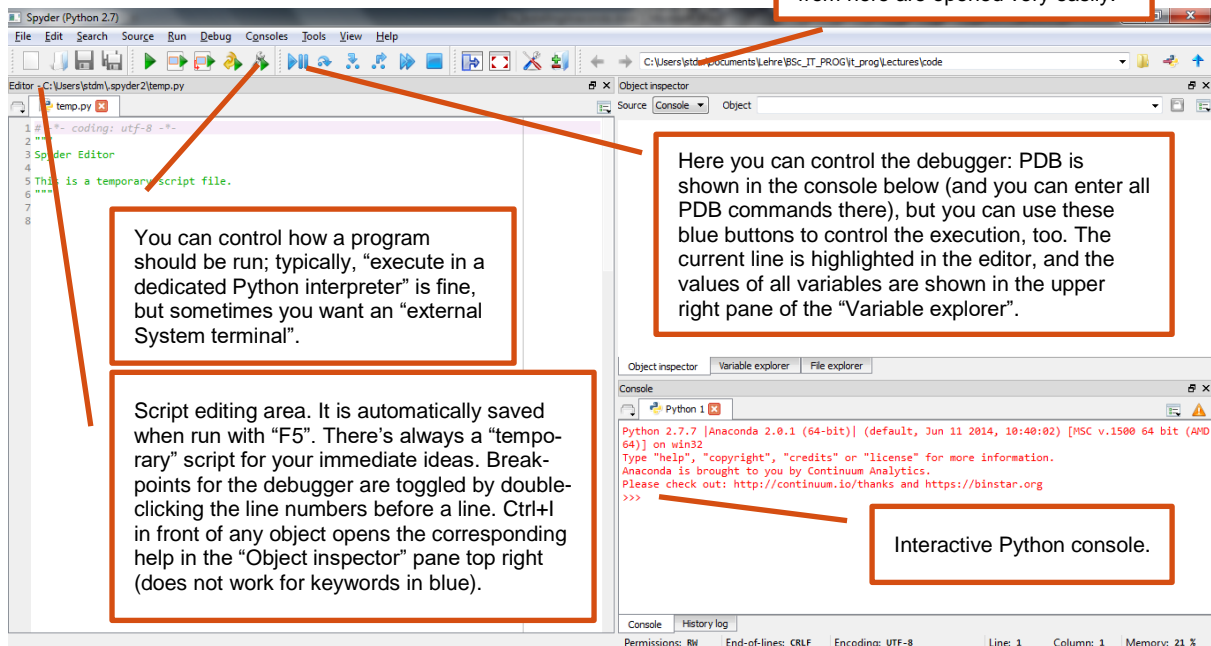 from here are opened very easily.
Spyder (Python 2.7)
File Edit Search Source Run Debug Consoles Tools View Help
C:\Users\stdm\Documents\Lehre\BSc_IT_PROG\it_prog\Lectures\code
Editor - C:\Users\stdm\.spyder2\temp.py
temp.py
1 # -*- coding: utf-8 -*-
2 """
3 Spyder Editor
4
5 This is a temporary script file.
6 """
7
8
You can control how a program
should be run; typically, “execute in a
dedicated Python interpreter” is fine,
but sometimes you want an “external
System terminal”.
Script editing area. It is automatically saved
when run with “F5”. There’s always a “tempo-
rary” script for your immediate ideas. Break-
points for the debugger are toggled by double-
clicking the line numbers before a line. Ctrl+I
in front of any object opens the corresponding
help in the “Object inspector” pane top right
(does not work for keywords in blue).
Object inspector
Source Console Object
Here you can control the debugger: PDB is
shown in the console below (and you can enter all
PDB commands there), but you can use these
blue buttons to control the execution, too. The
current line is highlighted in the editor, and the
values of all variables are shown in the upper
right pane of the “Variable explorer”.
Object inspector Variable explorer File explorer
Console
Python 1
Python 2.7.7 |Anaconda 2.0.1 (64-bit)| (default, Jun 11 2014, 10:40:02) [MSC v.1500 64 bit (AMD
64)] on win32
Type "help", "copyright", "credits" or "license" for more information.
Anaconda is brought to you by Continuum Analytics.
Please check out: http://continuum.io/thanks and https://binstar.org
>>>
Interactive Python console.
Console History log
Permissions: RW End-of-lines: CRLF Encoding: UTF-8 Line: 1 Column: 1 Memory: 21 %